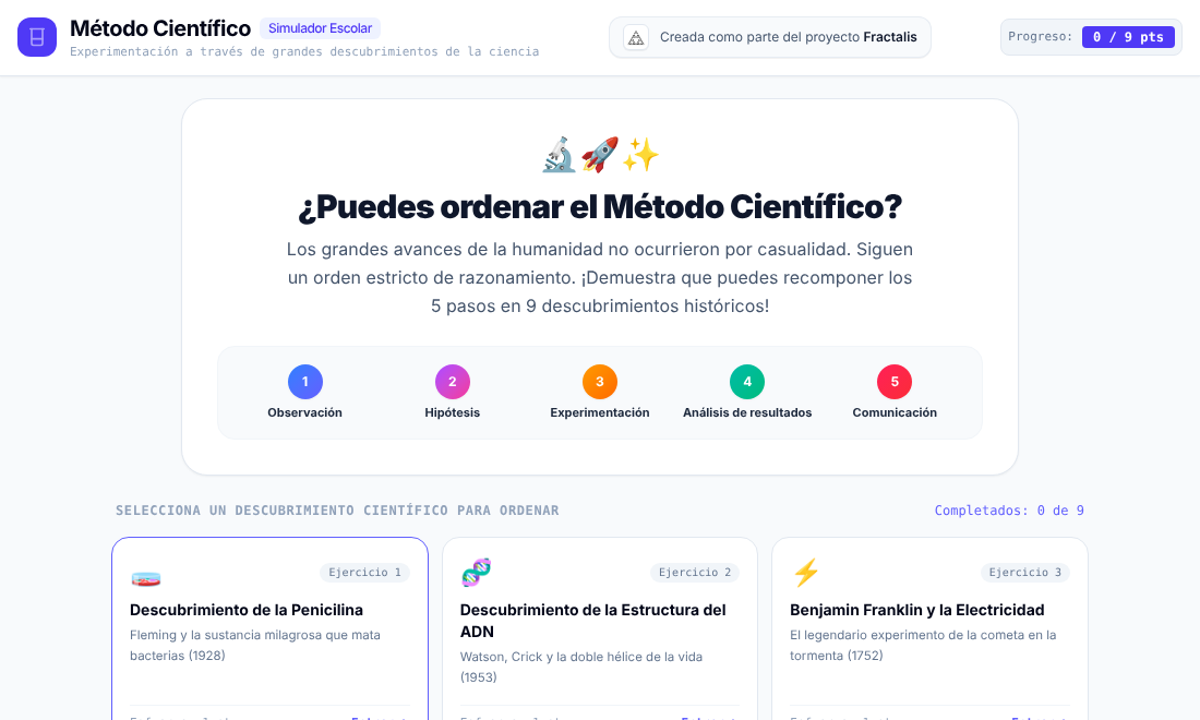 Método Científico
Simulador Escolar
Experimentación a través de grandes descubrimientos de la ciencia
Creada como parte del proyecto Fractalis
Progreso: 0 / 9 pts
¿Puedes ordenar el Método Científico?
Los grandes avances de la humanidad no ocurrieron por casualidad. Siguen
un orden estricto de razonamiento. ¡Demuestra que puedes recomponer los
5 pasos en 9 descubrimientos históricos!
1
Observación
2
Hipótesis
3
Experimentación
4
Análisis de resultados
5
Comunicación
SELECCIONA UN DESCUBRIMIENTO CIENTÍFICO PARA ORDENAR
Completados: 0 de 9
Ejercicio 1
Descubrimiento de la Penicilina
Fleming y la sustancia milagrosa que mata
bacterias (1928)
Ejercicio 2
Descubrimiento de la Estructura del
ADN
Watson, Crick y la doble hélice de la vida
(1953)
Ejercicio 3
Benjamin Franklin y la Electricidad
El legendario experimento de la cometa en la
tormenta (1752)